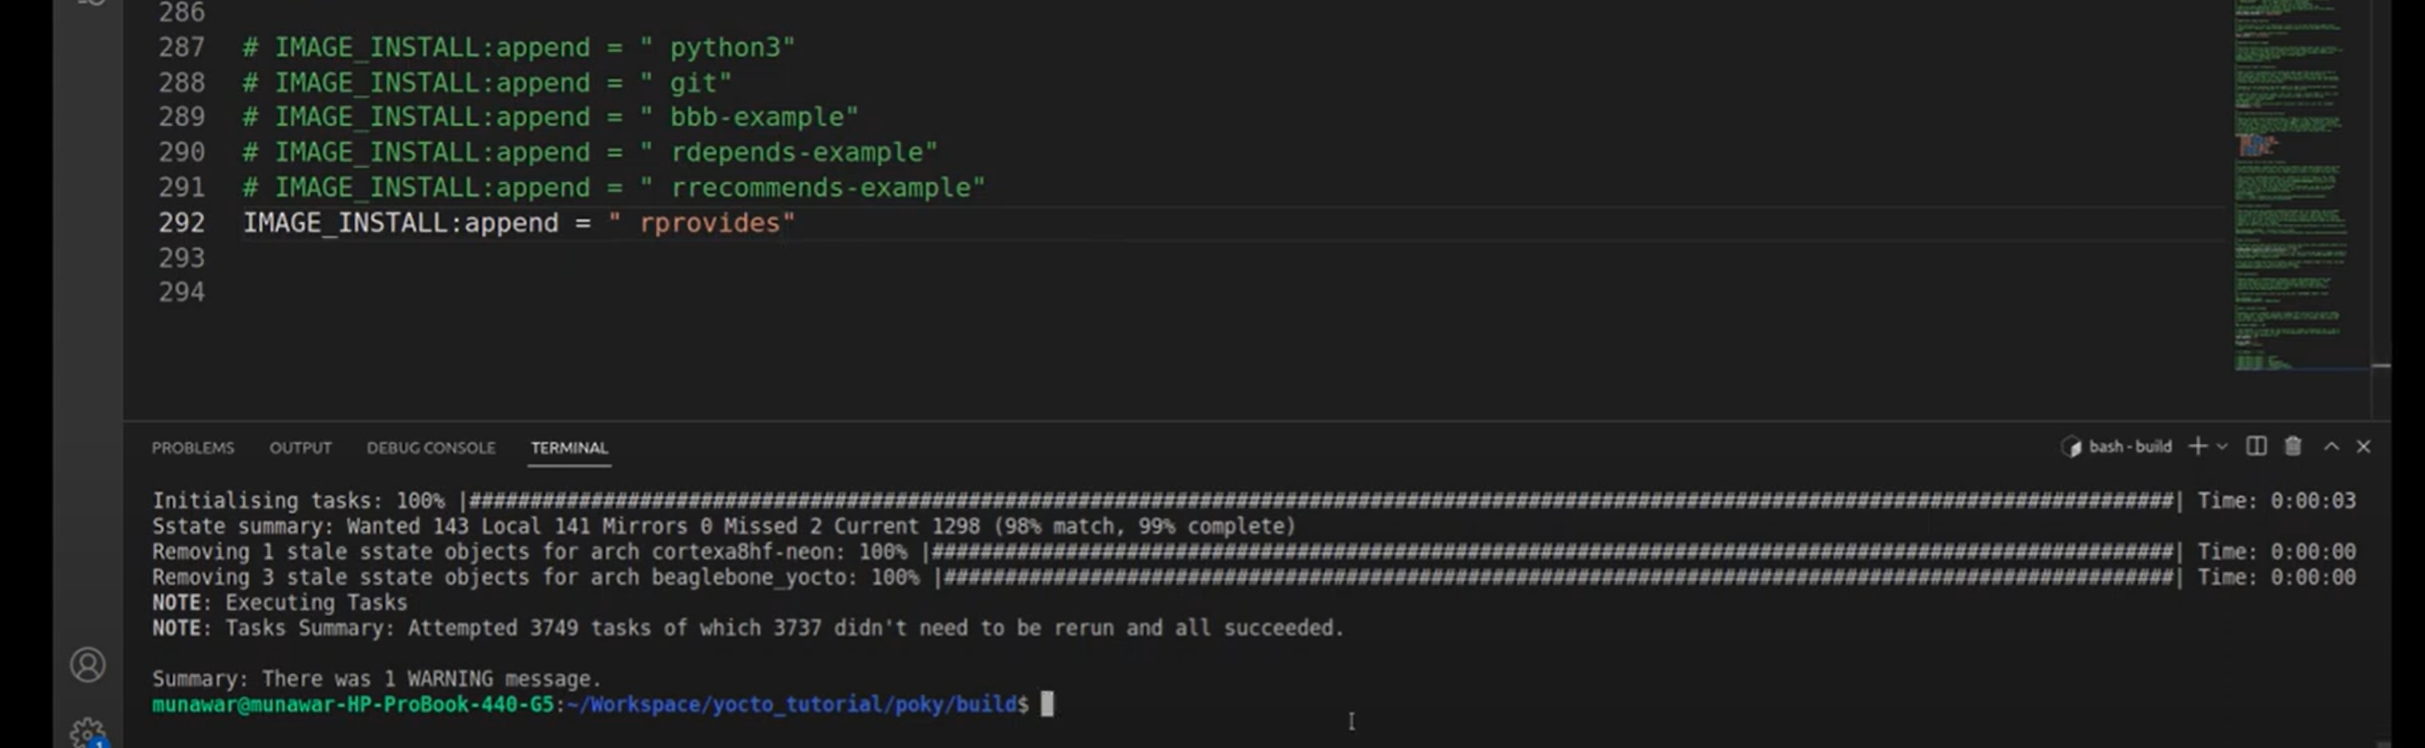 286
287 # IMAGE_INSTALL:append = " python3"
288 # IMAGE_INSTALL:append = " git"
289 # IMAGE_INSTALL:append = " bbb-example"
290 # IMAGE_INSTALL:append = " rdepends-example"
291 # IMAGE_INSTALL:append = " rrecommends-example"
292 IMAGE_INSTALL:append = " rprovides"
293
294
PROBLEMS OUTPUT DEBUG CONSOLE TERMINAL bash - build
Initialising tasks: 100% |##############################################################################################################################################| Time: 0:00:03
Sstate summary: Wanted 143 Local 141 Mirrors 0 Missed 2 Current 1298 (98% match, 99% complete)
Removing 1 stale sstate objects for arch cortexa8hf-neon: 100% |#######################################################################################################| Time: 0:00:00
Removing 3 stale sstate objects for arch beaglebone_yocto: 100% |######################################################################################################| Time: 0:00:00
NOTE: Executing Tasks
NOTE: Tasks Summary: Attempted 3749 tasks of which 3737 didn't need to be rerun and all succeeded.
Summary: There was 1 WARNING message.
munawar@munawar-HP-ProBook-440-G5:~/Workspace/yocto_tutorial/poky/build$
1